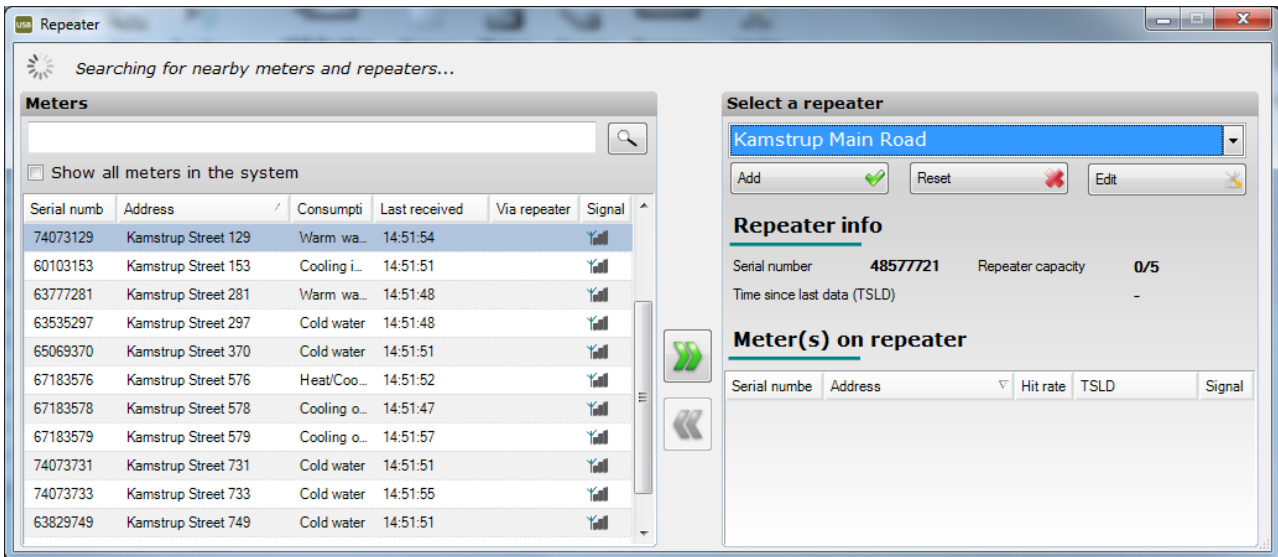 USB Repeater
Searching for nearby meters and repeaters...
Meters
Show all meters in the system
Serial numb Address Consumpti Last received Via repeater Signal
74073129 Kamstrup Street 129 Warm wa... 14:51:54
60103153 Kamstrup Street 153 Cooling i... 14:51:51
63777281 Kamstrup Street 281 Warm wa... 14:51:48
63535297 Kamstrup Street 297 Cold water 14:51:48
65069370 Kamstrup Street 370 Cold water 14:51:51
67183576 Kamstrup Street 576 Heat/Coo... 14:51:52
67183578 Kamstrup Street 578 Cooling o... 14:51:47
67183579 Kamstrup Street 579 Cooling o... 14:51:57
74073731 Kamstrup Street 731 Cold water 14:51:51
74073733 Kamstrup Street 733 Cold water 14:51:55
63829749 Kamstrup Street 749 Cold water 14:51:51
Select a repeater
Kamstrup Main Road
Add Reset Edit
Repeater info
Serial number 48577721 Repeater capacity 0/5
Time since last data (TSLD) -
Meter(s) on repeater
Serial numbe Address Hit rate TSLD Signal